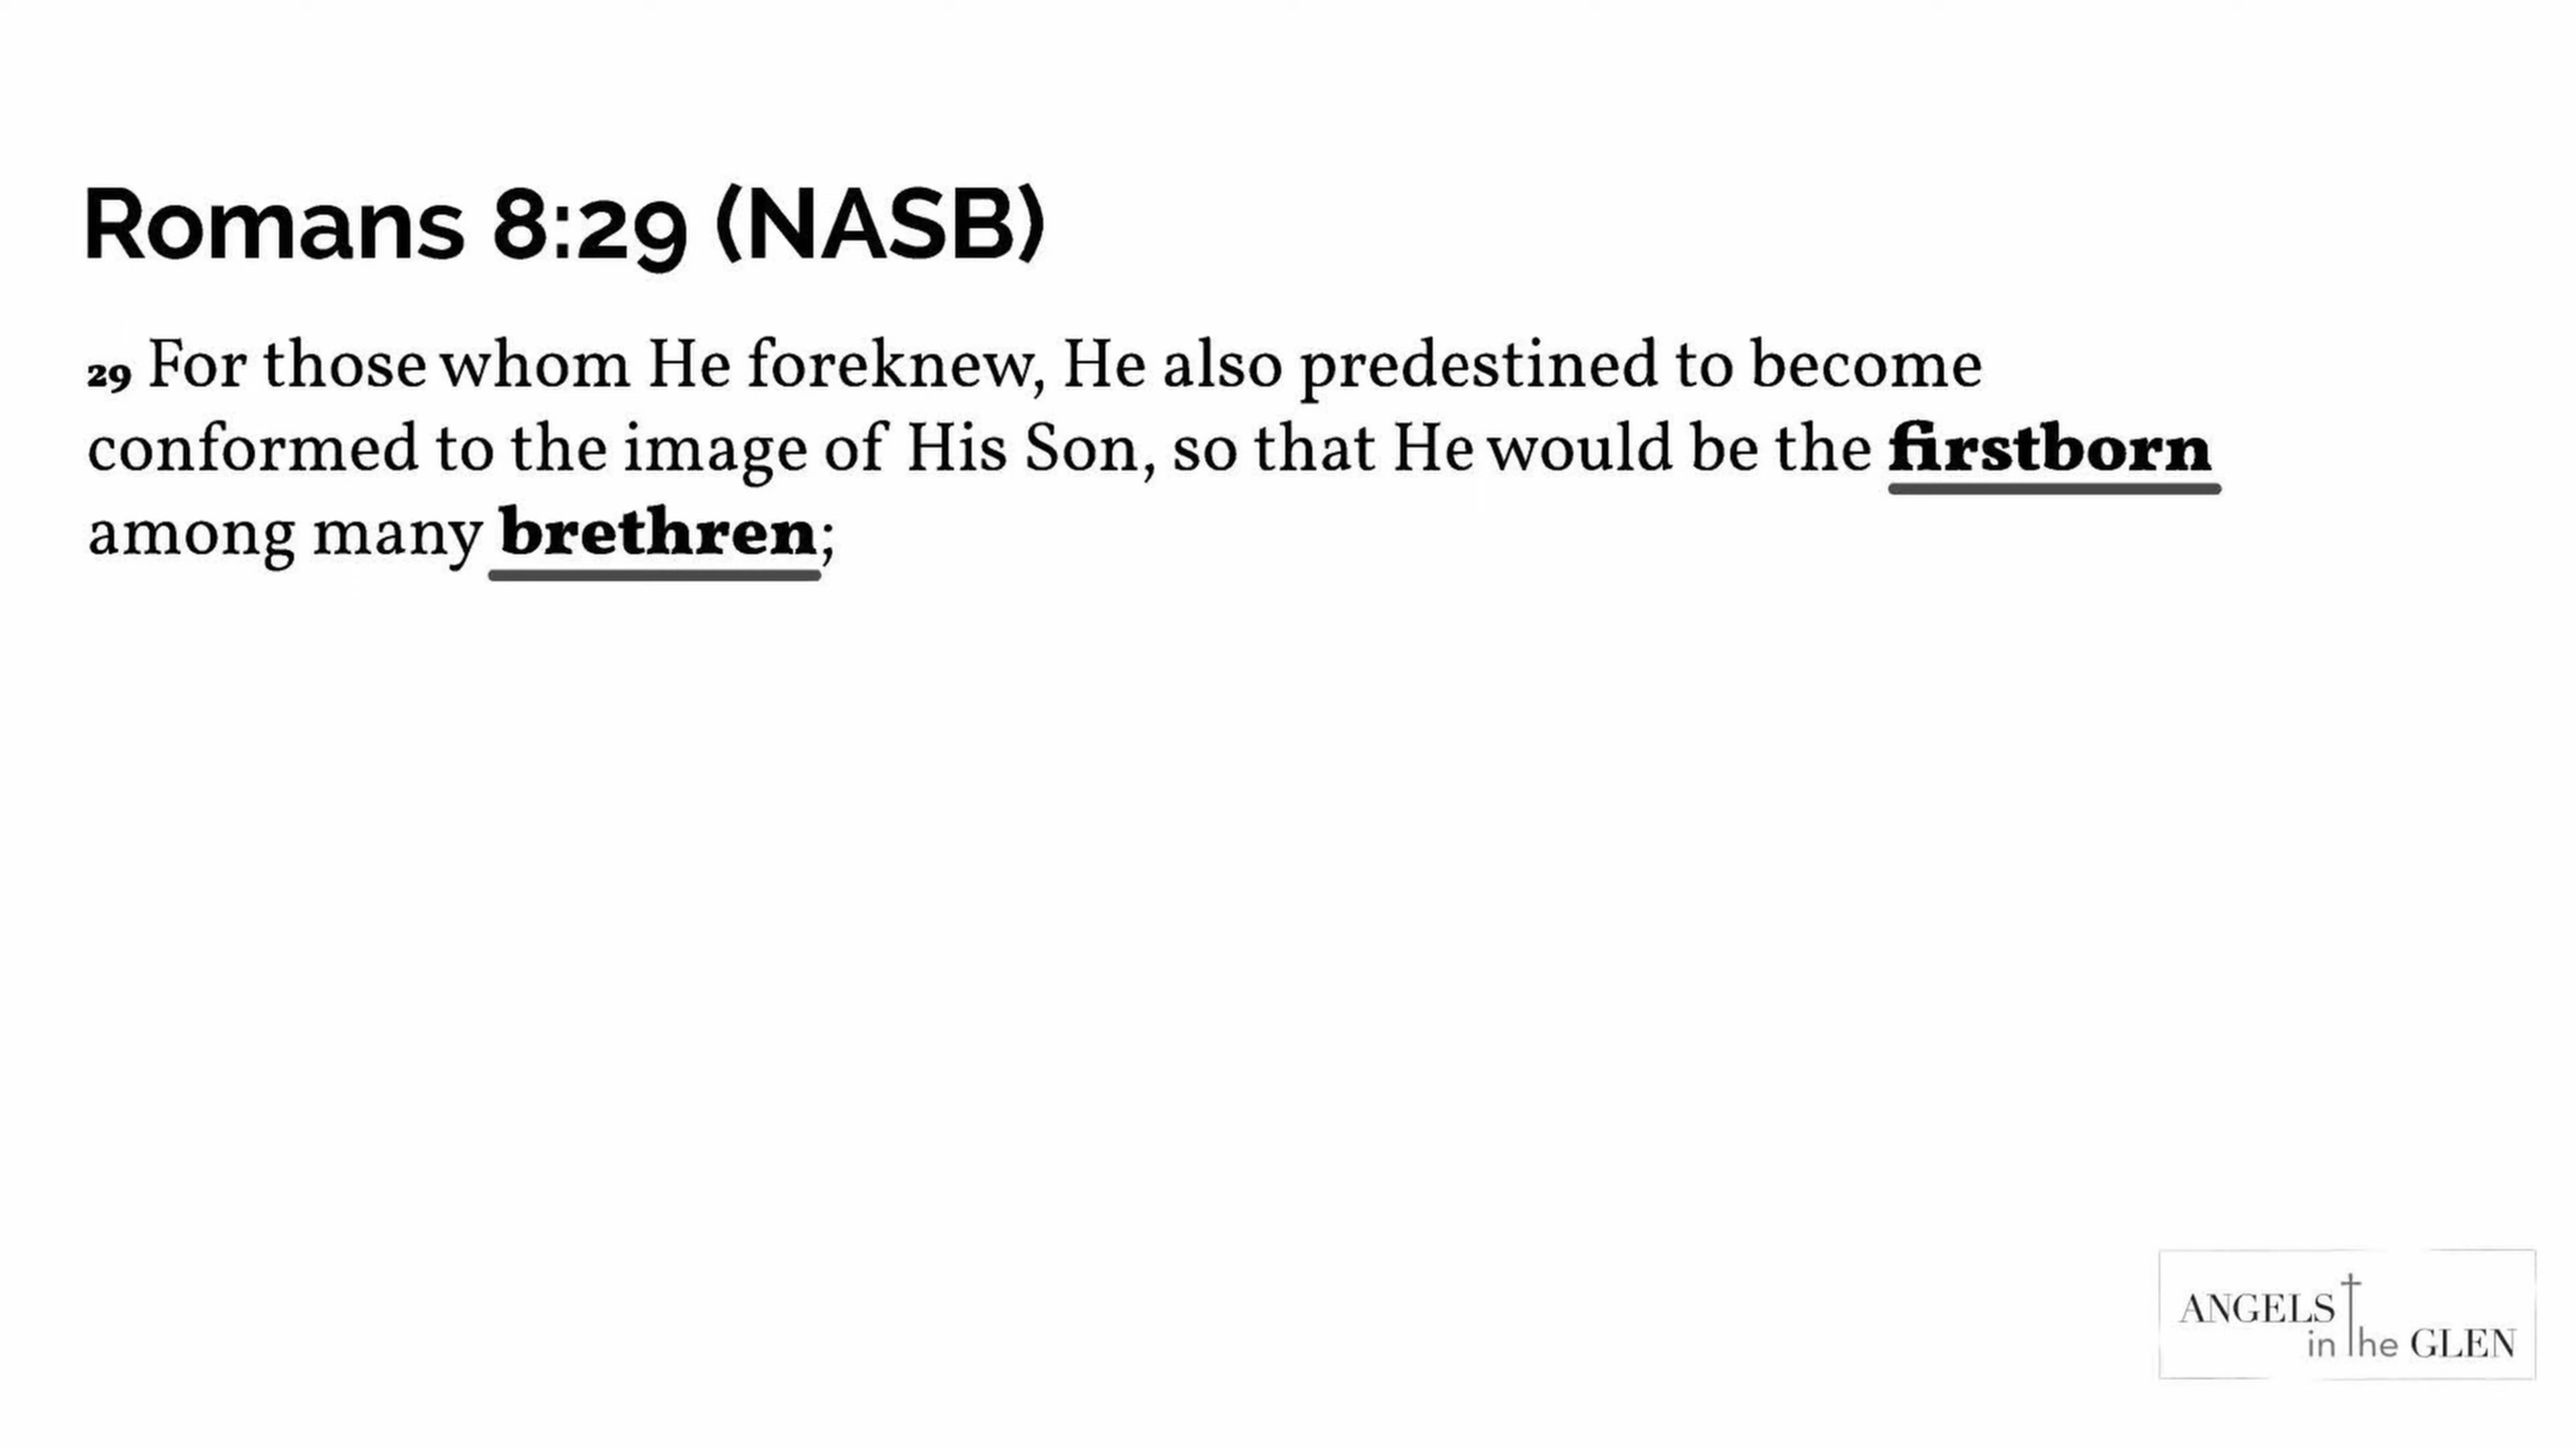 Romans 8:29 (NASB)
29 For those whom He foreknew, He also predestined to become
conformed to the image of His Son, so that He would be the firstborn
among many brethren;
ANGELS
in the GLEN